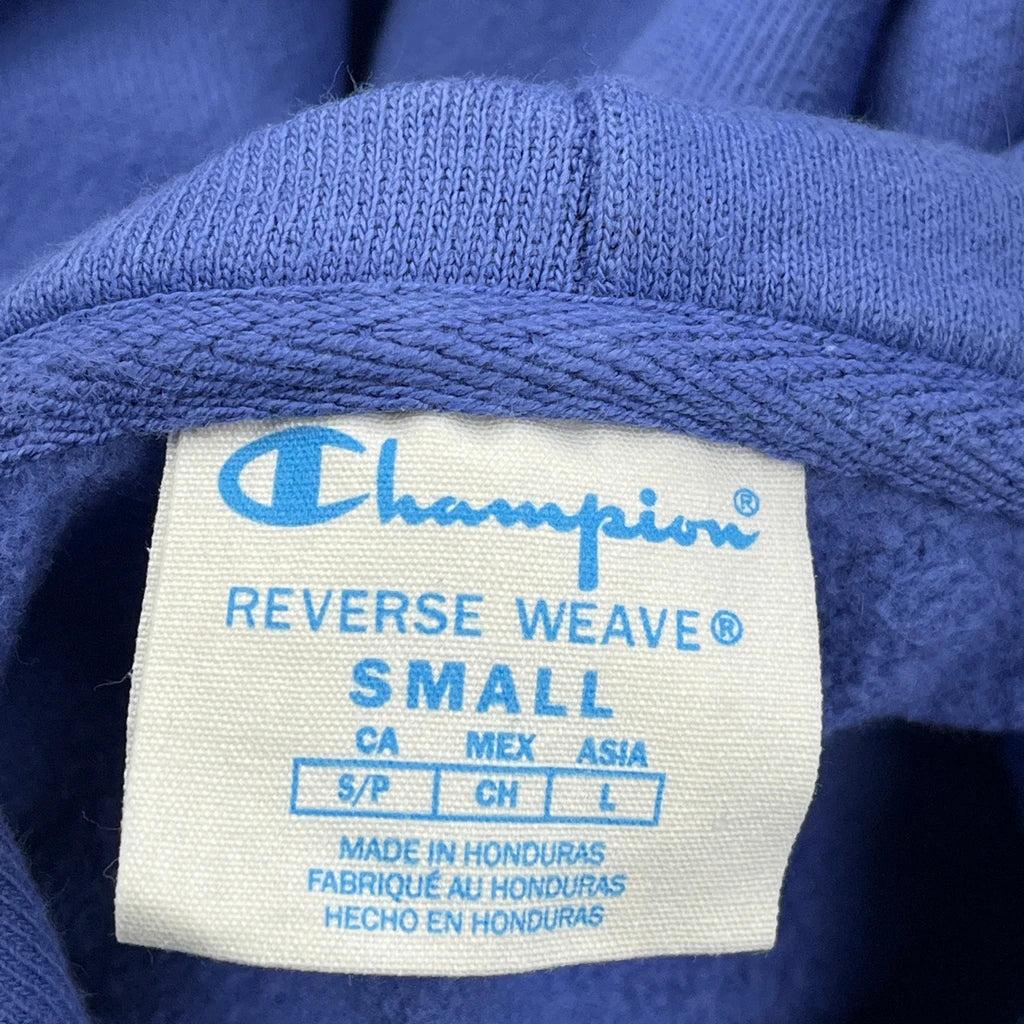 Champion®
REVERSE WEAVE®
SMALL
CA MEX ASIA
S/P CH L
MADE IN HONDURAS
FABRIQUÉ AU HONDURAS
HECHO EN HONDURAS